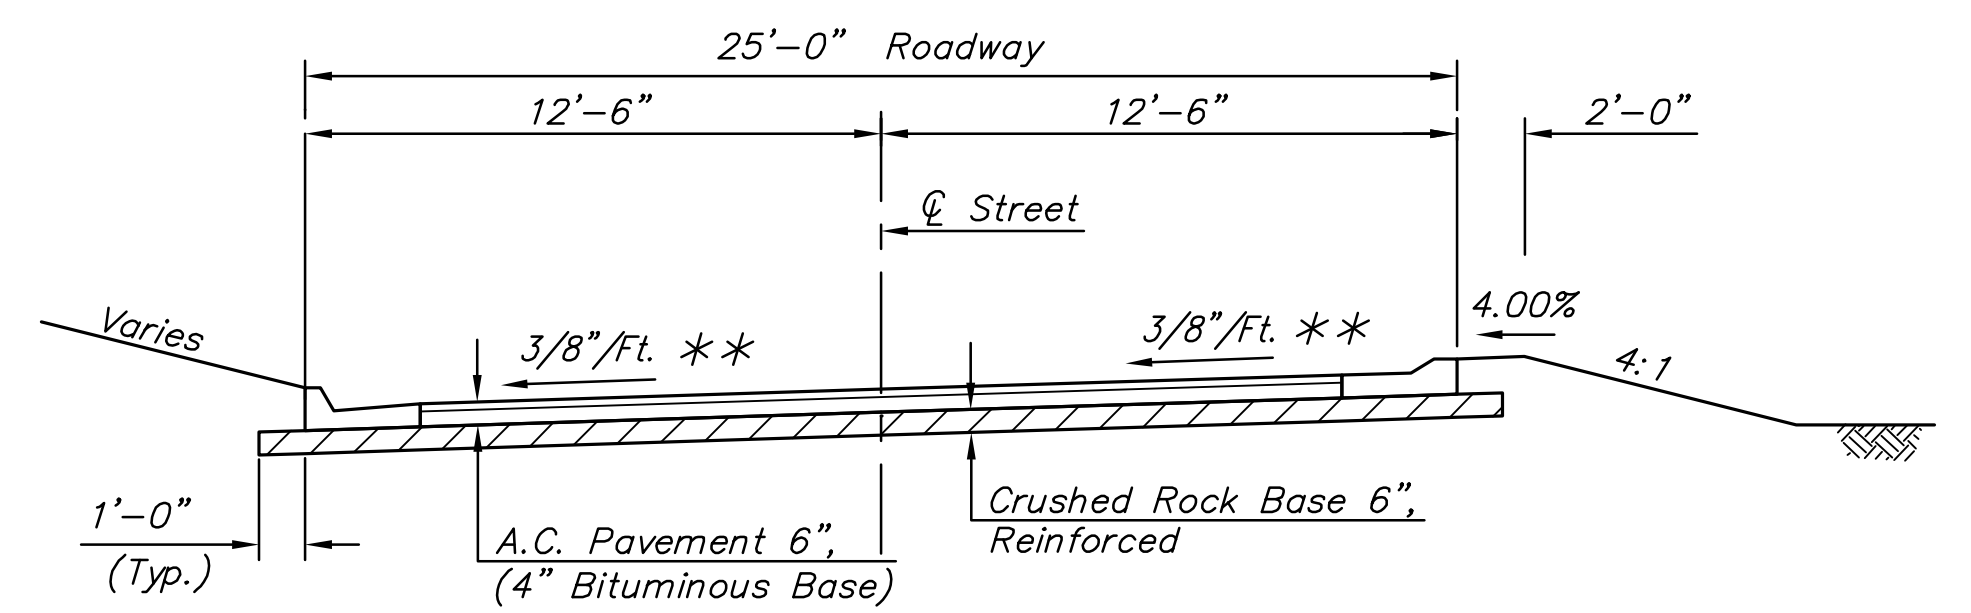 25'-0" Roadway
12'-6" 12'-6" 2'-0"
℄ Street
4.00%
Varies 3/8"/Ft. ** 3/8"/Ft. ** 4:1
1'-0"
(Typ.)
Crushed Rock Base 6",
Reinforced
A.C. Pavement 6",
(4" Bituminous Base)